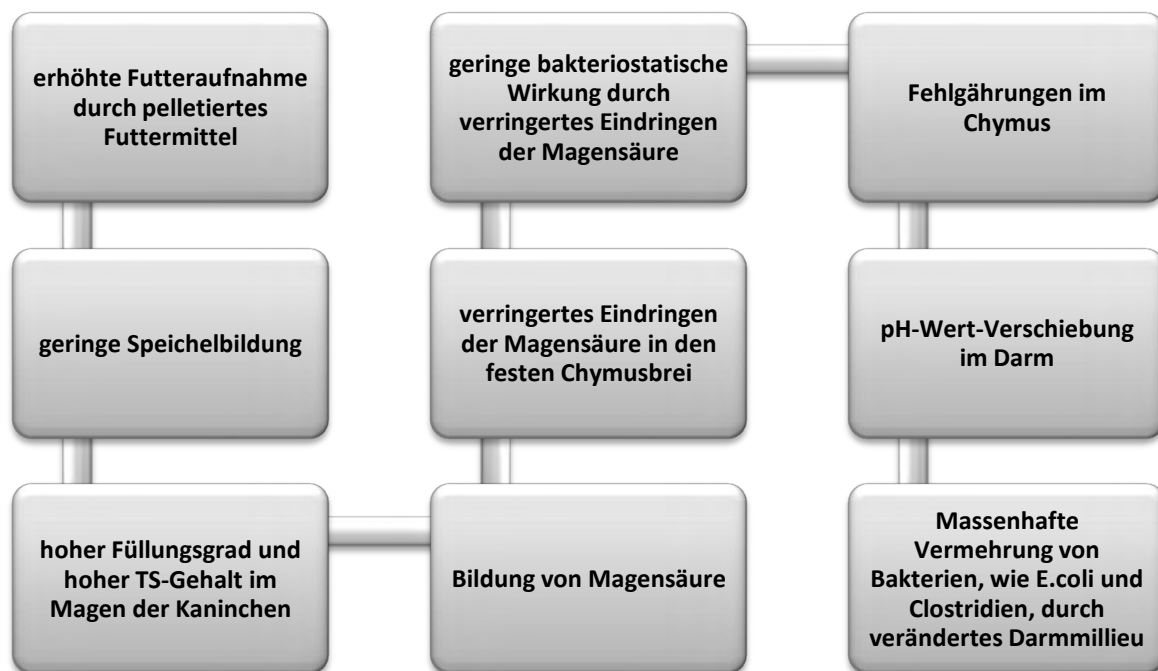 erhöhte Futteraufnahme
durch pelletiertes
Futtermittel
geringe Speichelbildung
hoher Füllungsgrad und
hoher TS-Gehalt im
Magen der Kaninchen
Bildung von Magensäure
verringertes Eindringen
der Magensäure in den
festen Chymusbrei
geringe bakteriostatische
Wirkung durch
verringertes Eindringen
der Magensäure
Fehlgährungen im
Chymus
pH-Wert-Verschiebung
im Darm
Massenhafte
Vermehrung von
Bakterien, wie E.coli und
Clostridien, durch
verändertes Darmmillieu